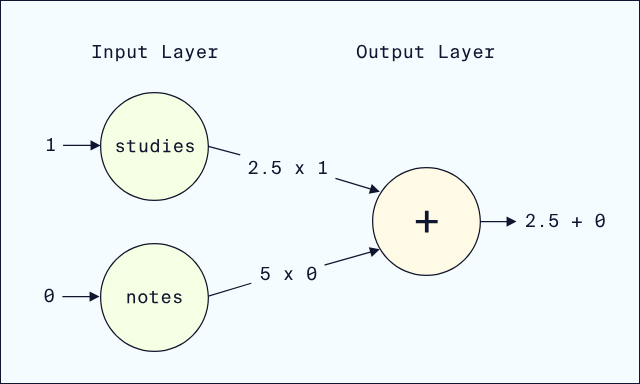 Input Layer
Output Layer
1
studies
2.5 x 1
+
2.5 + 0
5 x 0
0
notes